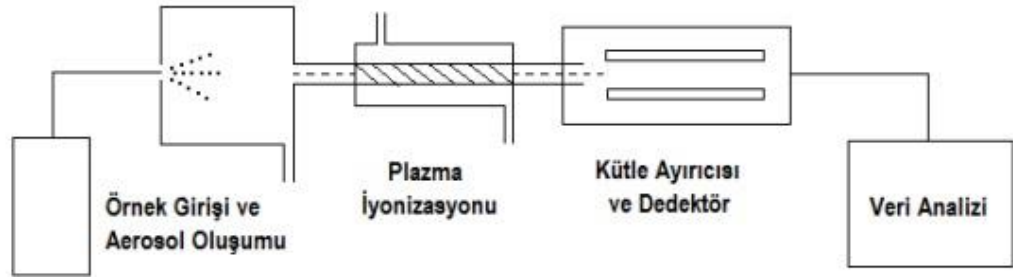 Örnek Girişi ve
Aerosol Oluşumu
Plazma
İyonizasyonu
Kütle Ayırıcısı
ve Dedektör
Veri Analizi